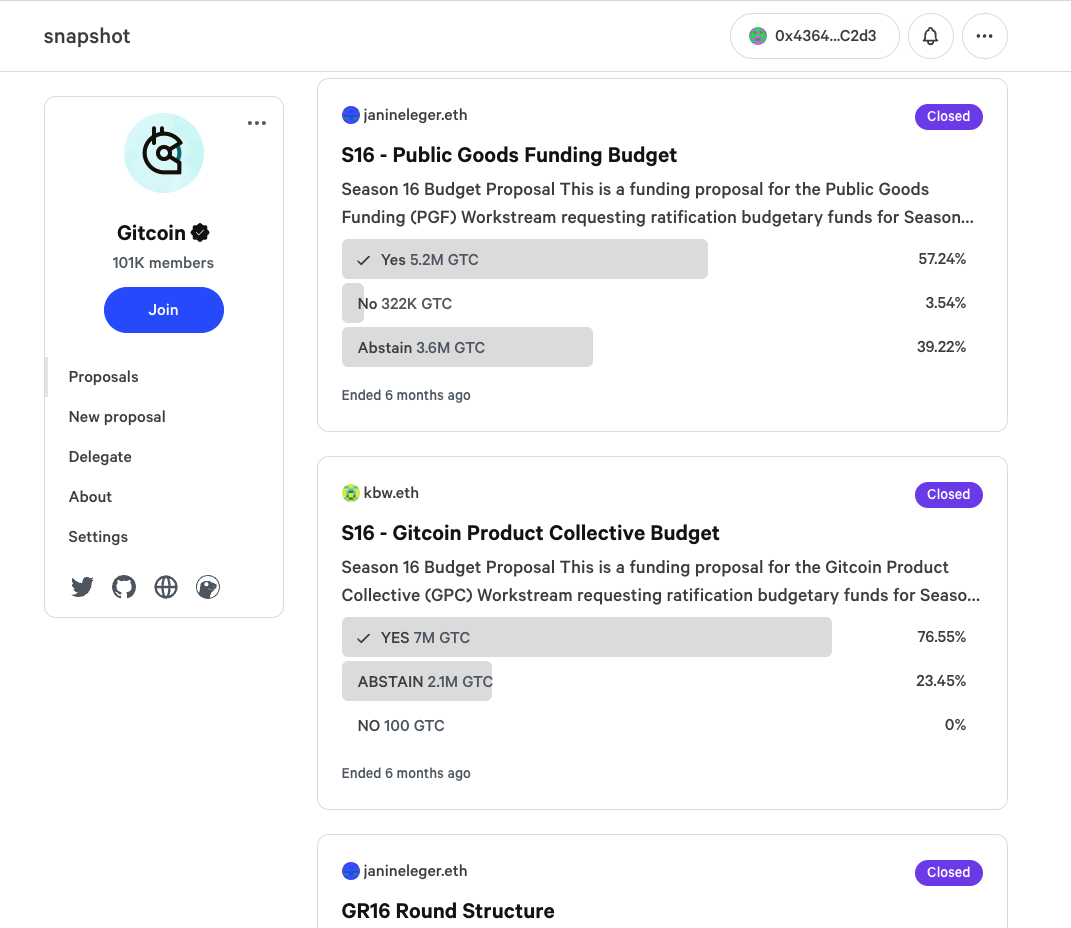 snapshot
0x4364...C2d3
Gitcoin
101K members
Join
Proposals
New proposal
Delegate
About
Settings
janineleger.eth
Closed
S16 - Public Goods Funding Budget
Season 16 Budget Proposal This is a funding proposal for the Public Goods
Funding (PGF) Workstream requesting ratification budgetary funds for Season...
Yes 5.2M GTC 57.24%
No 322K GTC 3.54%
Abstain 3.6M GTC 39.22%
Ended 6 months ago
kbw.eth
Closed
S16 - Gitcoin Product Collective Budget
Season 16 Budget Proposal This is a funding proposal for the Gitcoin Product
Collective (GPC) Workstream requesting ratification budgetary funds for Seaso...
YES 7M GTC 76.55%
ABSTAIN 2.1M GTC 23.45%
NO 100 GTC 0%
Ended 6 months ago
janineleger.eth
Closed
GR16 Round Structure